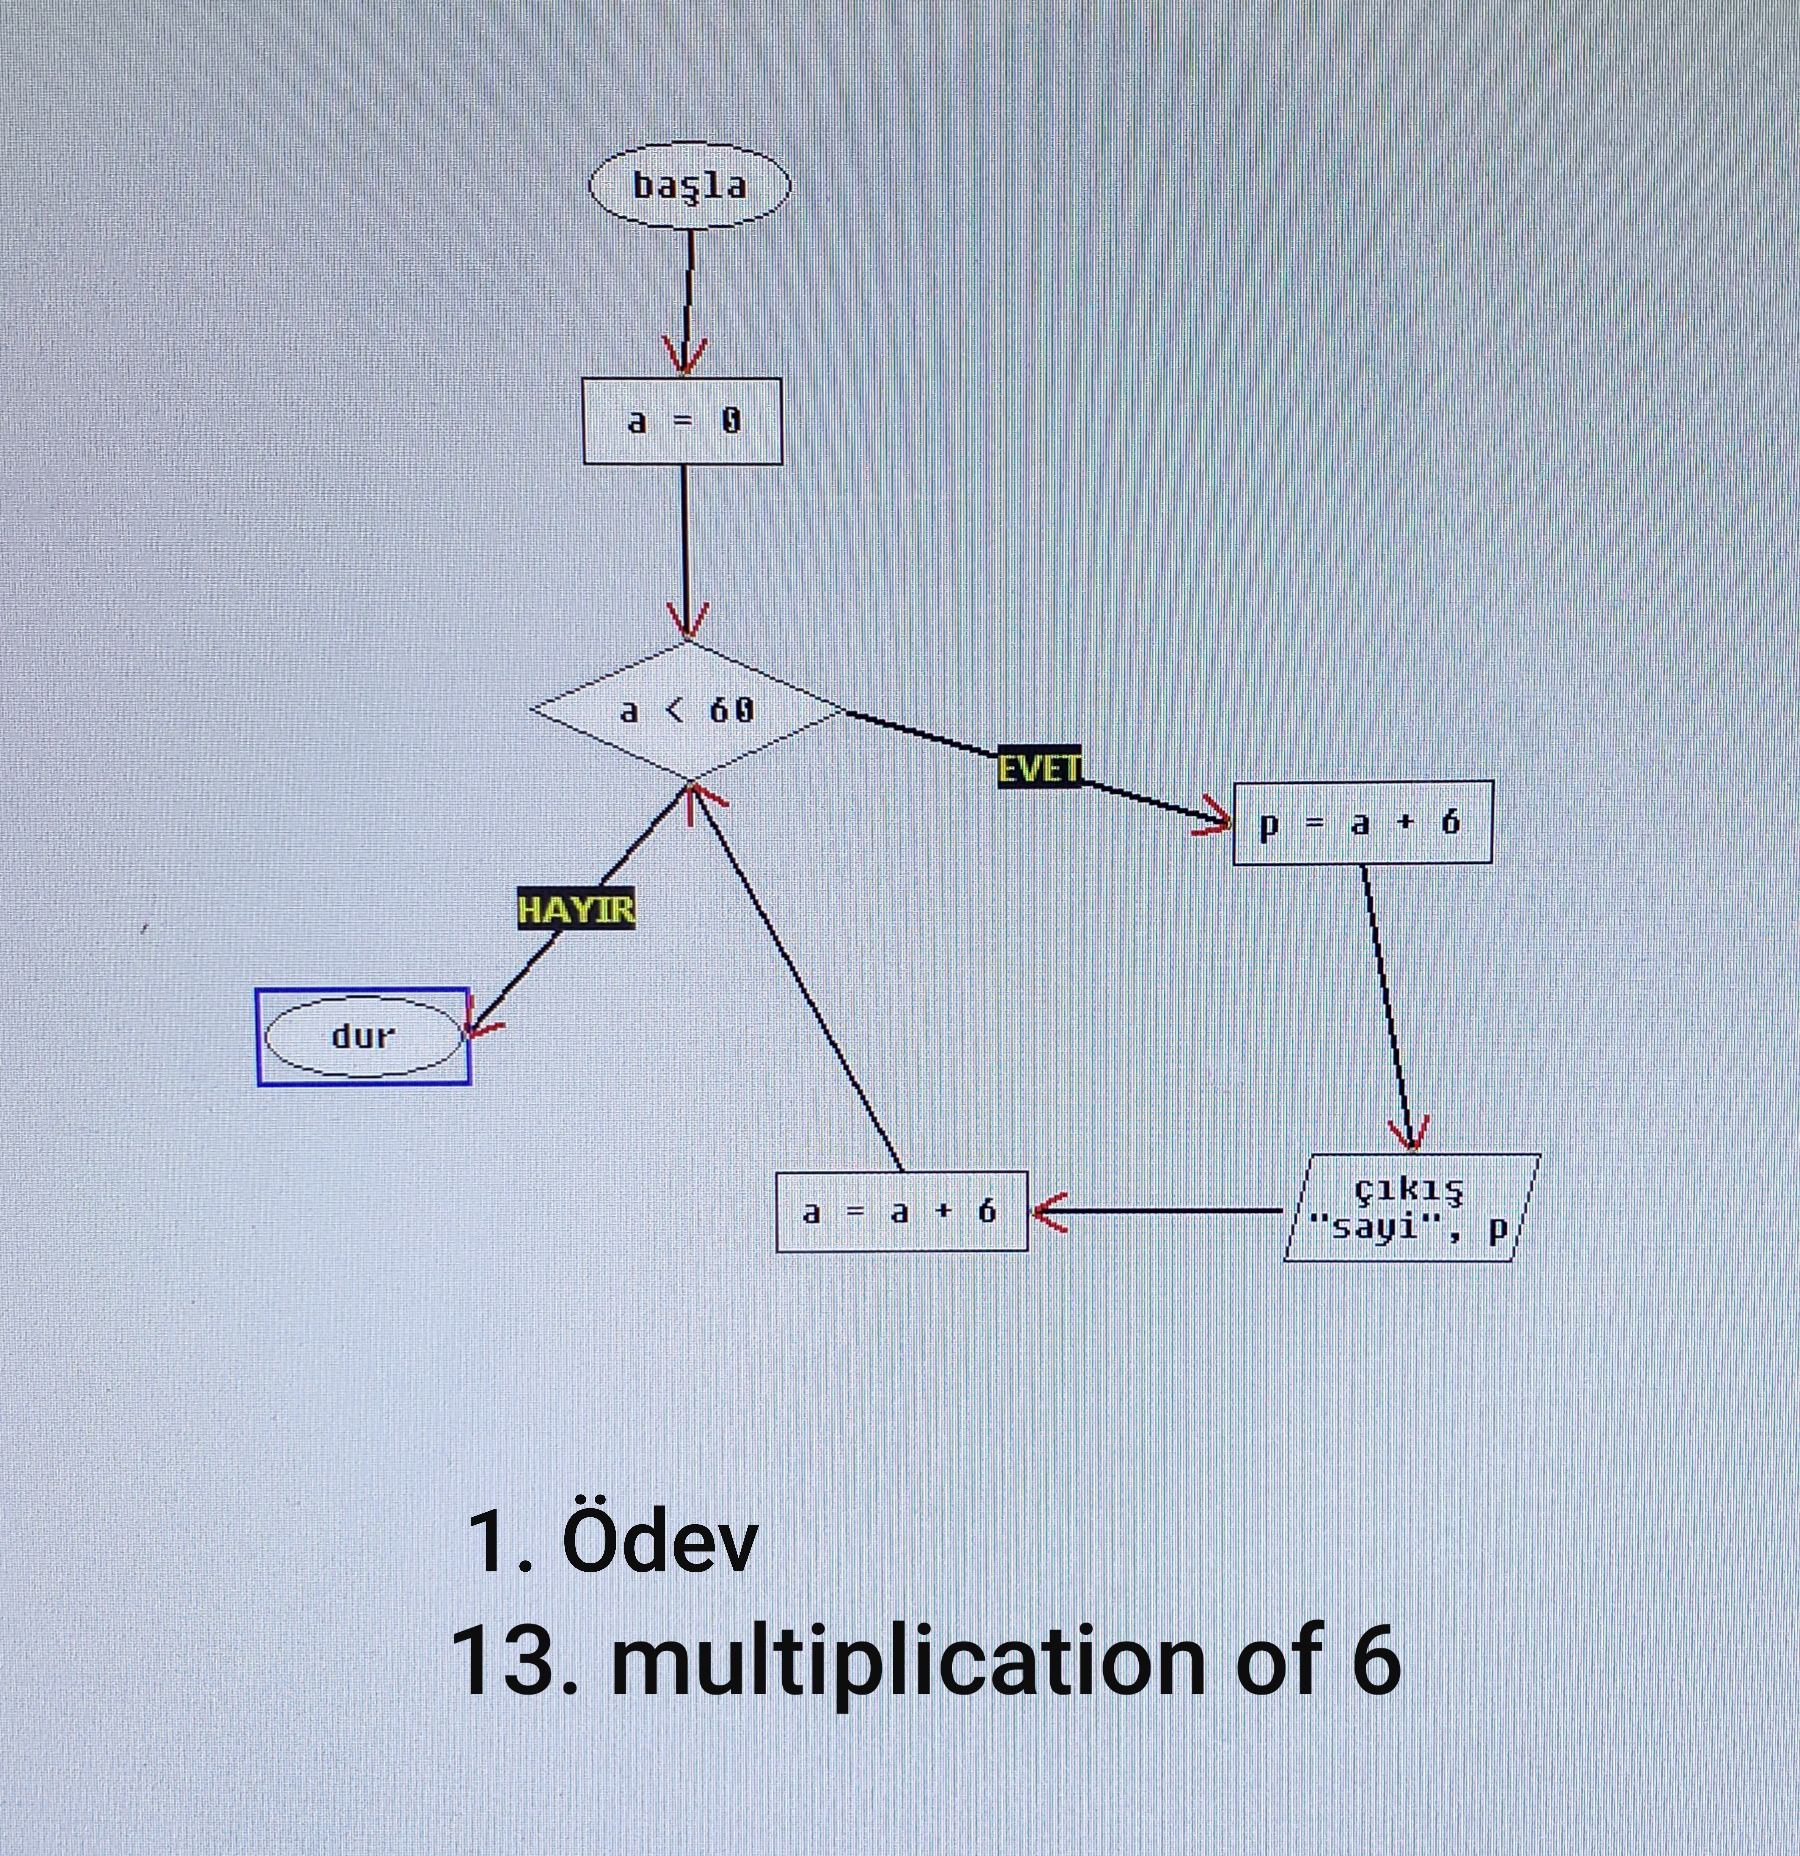 başla
a = 0
a < 60
EVET
p = a + 6
HAYIR
dur
a = a + 6
çıkış
"sayi", p
1. Ödev
13. multiplication of 6